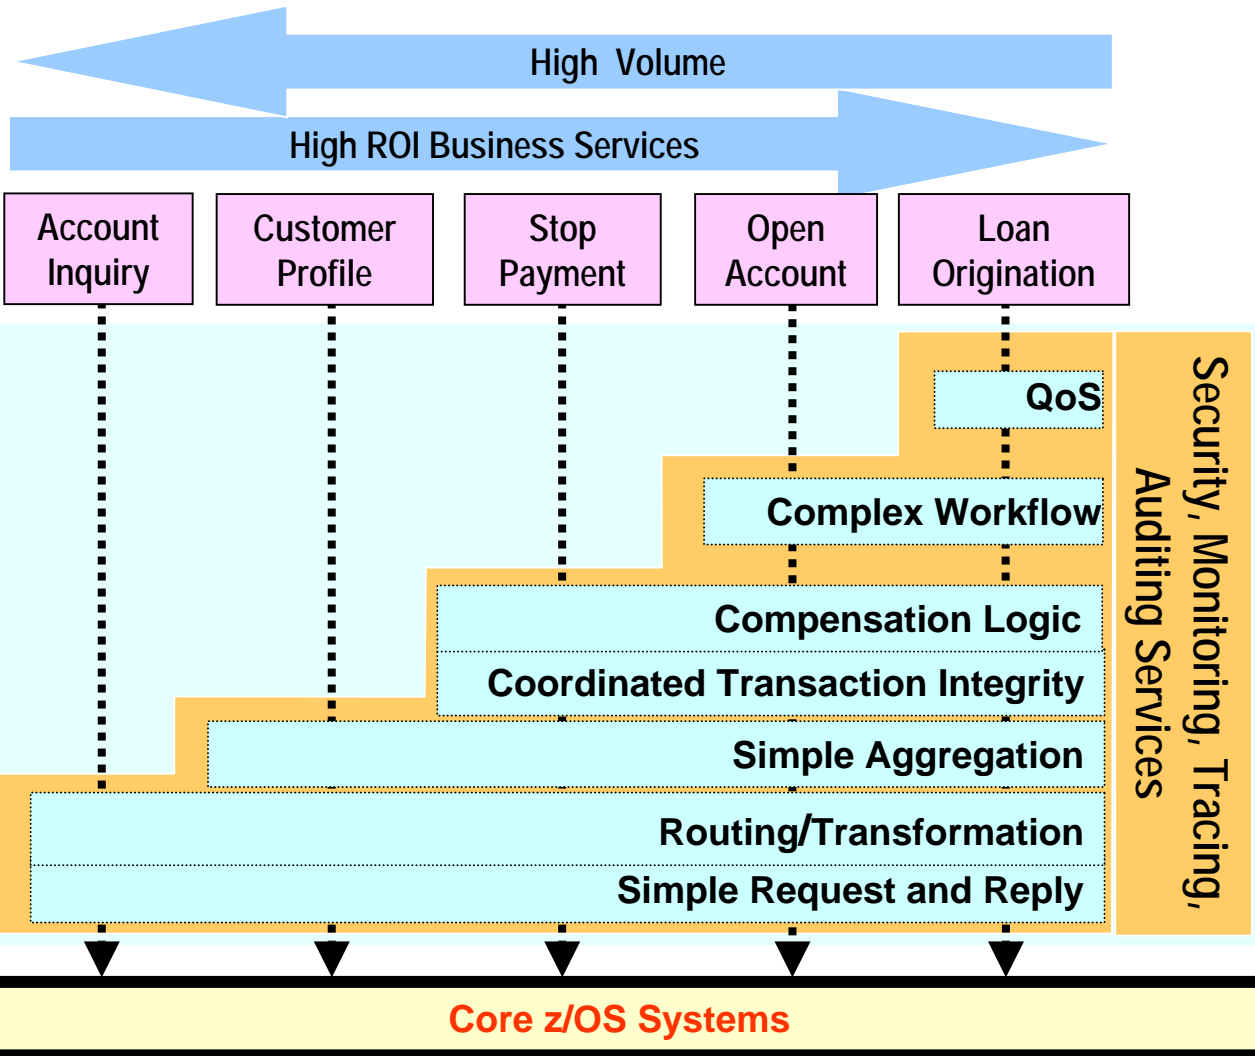 High Volume
High ROI Business Services
Account
Inquiry
Customer
Profile
Stop
Payment
Open
Account
Loan
Origination
QoS
Complex Workflow
Compensation Logic
Coordinated Transaction Integrity
Simple Aggregation
Routing/Transformation
Simple Request and Reply
Security, Monitoring, Tracing,
Auditing Services
Core z/OS Systems